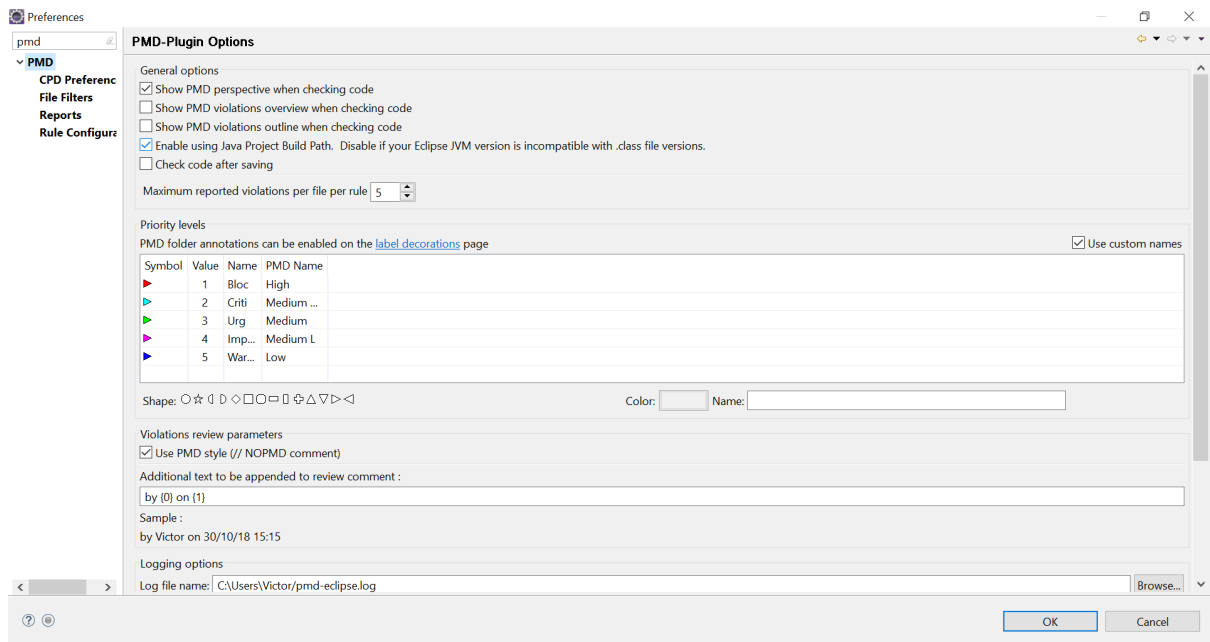 Preferences
pmd
PMD
CPD Preferenc
File Filters
Reports
Rule Configura
PMD-Plugin Options
General options
Show PMD perspective when checking code
Show PMD violations overview when checking code
Show PMD violations outline when checking code
Enable using Java Project Build Path.  Disable if your Eclipse JVM version is incompatible with .class file versions.
Check code after saving
Maximum reported violations per file per rule 5
Priority levels
PMD folder annotations can be enabled on the label decorations page
Use custom names
Symbol Value Name PMD Name
1 Bloc High
2 Criti Medium ...
3 Urg Medium
4 Imp... Medium L
5 War... Low
Shape: Color: Name:
Violations review parameters
Use PMD style (// NOPMD comment)
Additional text to be appended to review comment :
by {0} on {1}
Sample :
by Victor on 30/10/18 15:15
Logging options
Log file name: C:\Users\Victor/pmd-eclipse.log Browse...
? OK Cancel